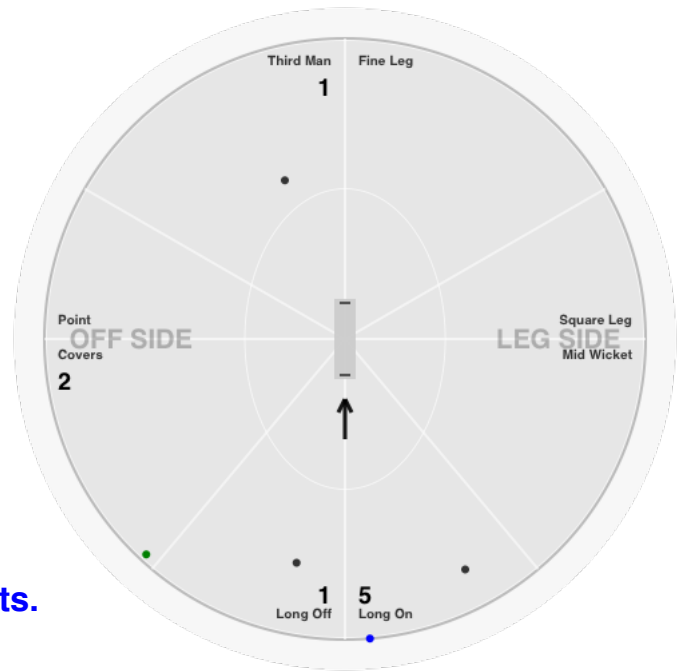 Third Man
Fine Leg
1
Point
Square Leg
OFF SIDE
LEG SIDE
Covers
Mid Wicket
2
ts.
1
5
Long Off
Long On